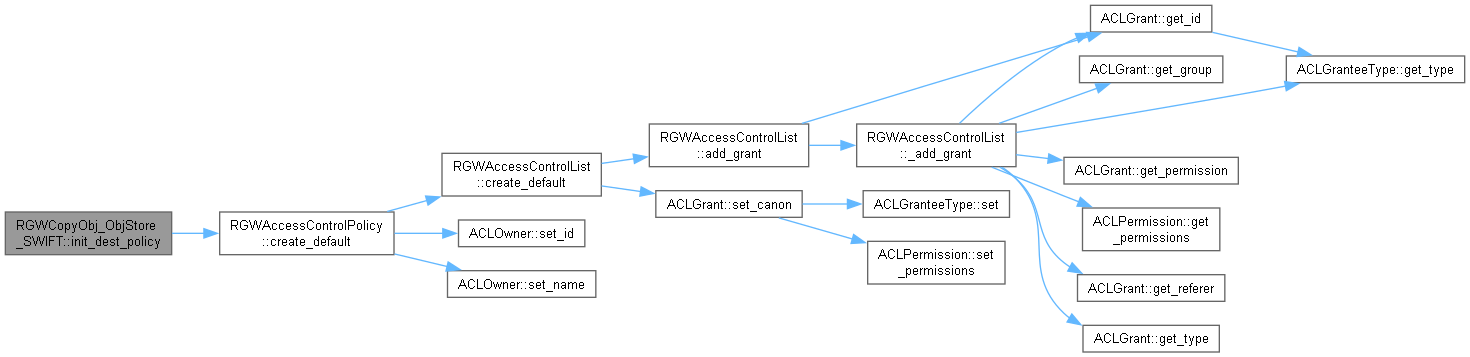 RGWCopyObj_ObjStore
_SWIFT::init_dest_policy
RGWAccessControlPolicy
::create_default
RGWAccessControlList
::create_default
ACLOwner::set_id
ACLOwner::set_name
RGWAccessControlList
::add_grant
ACLGrant::set_canon
RGWAccessControlList
::_add_grant
ACLGranteeType::set
ACLPermission::set
_permissions
ACLGrant::get_id
ACLGrant::get_group
ACLGranteeType::get_type
ACLGrant::get_permission
ACLPermission::get
_permissions
ACLGrant::get_referer
ACLGrant::get_type